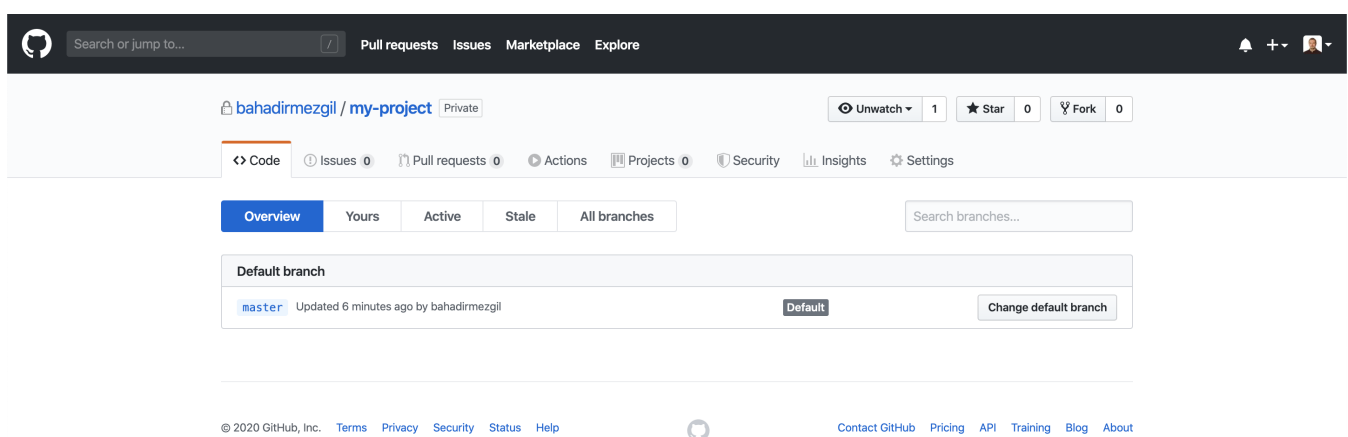 Search or jump to... / Pull requests Issues Marketplace Explore
bahadirmezgil / my-project Private Unwatch 1 Star 0 Fork 0
<> Code Issues 0 Pull requests 0 Actions Projects 0 Security Insights Settings
Overview Yours Active Stale All branches Search branches...
Default branch
master Updated 6 minutes ago by bahadirmezgil Default Change default branch
© 2020 GitHub, Inc. Terms Privacy Security Status Help Contact GitHub Pricing API Training Blog About